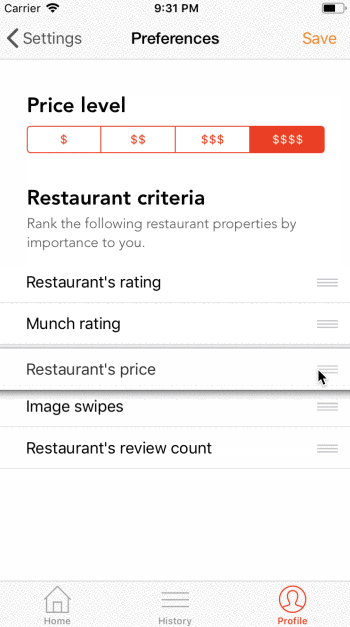 Carrier 9:31 PM
Settings Preferences Save
Price level
$ $$ $$$ $$$$
Restaurant criteria
Rank the following restaurant properties by
importance to you.
Restaurant's rating
Munch rating
Restaurant's price
Image swipes
Restaurant's review count
Home History Profile